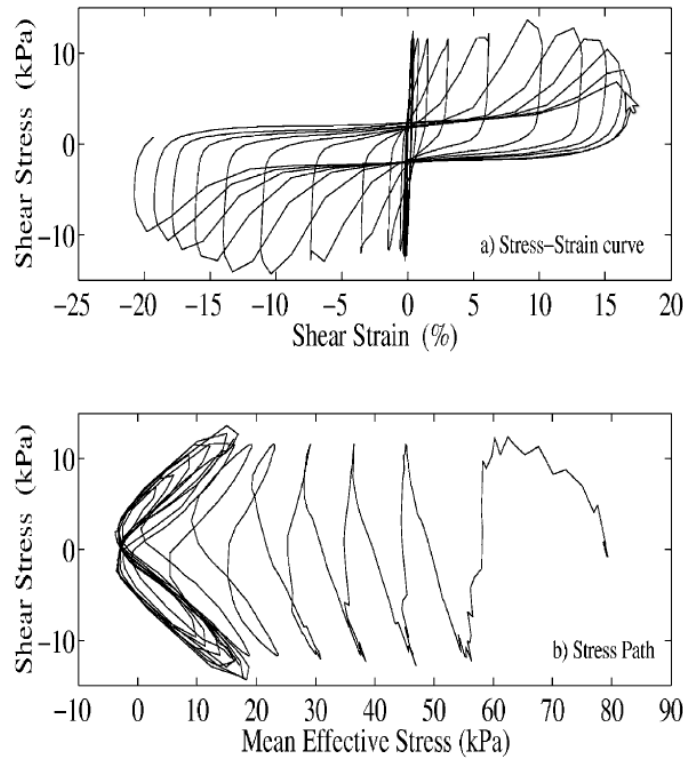 Shear Stress (kPa)
10
0
−10
a) Stress−Strain curve
−25 −20 −15 −10 −5 0 5 10 15 20
Shear Strain (%)
Shear Stress (kPa)
10
0
−10
b) Stress Path
−10 0 10 20 30 40 50 60 70 80 90
Mean Effective Stress (kPa)